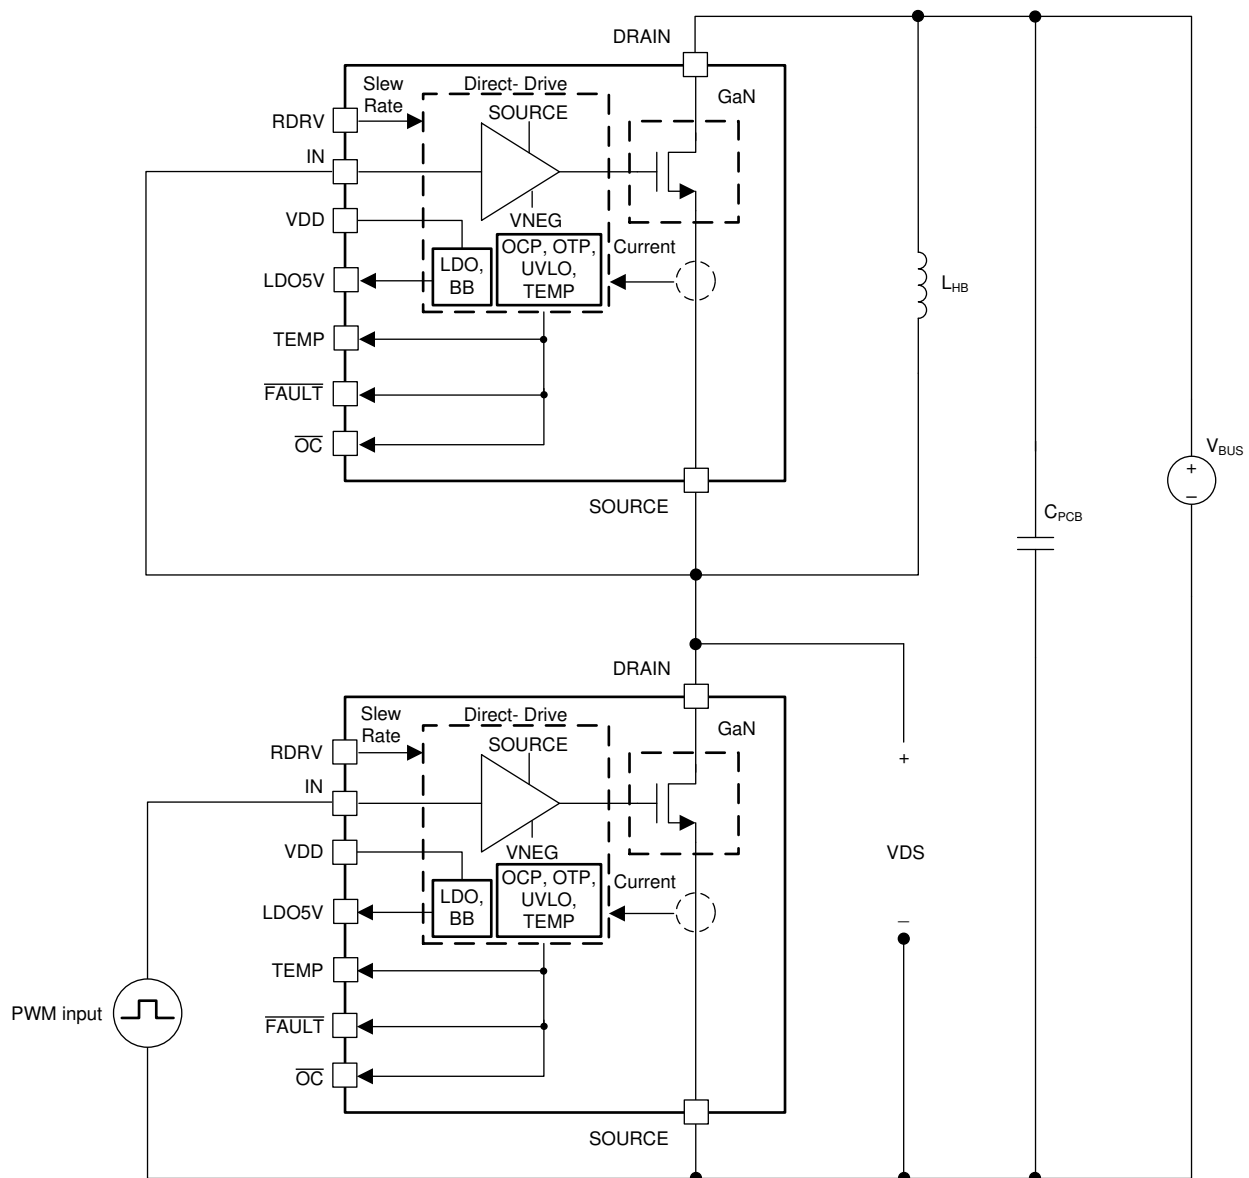 DRAIN
Slew
Rate
Direct- Drive
GaN
SOURCE
RDRV
IN
VDD
VNEG
LDO5V
LDO,
BB
OCP, OTP,
UVLO,
TEMP
Current
L_HB
TEMP
FAULT
OC
V_BUS
+
–
SOURCE
C_PCB
DRAIN
Slew
Rate
Direct- Drive
GaN
SOURCE
RDRV
IN
+
VDD
VNEG
VDS
LDO5V
LDO,
BB
OCP, OTP,
UVLO,
TEMP
Current
–
TEMP
PWM input
FAULT
OC
SOURCE